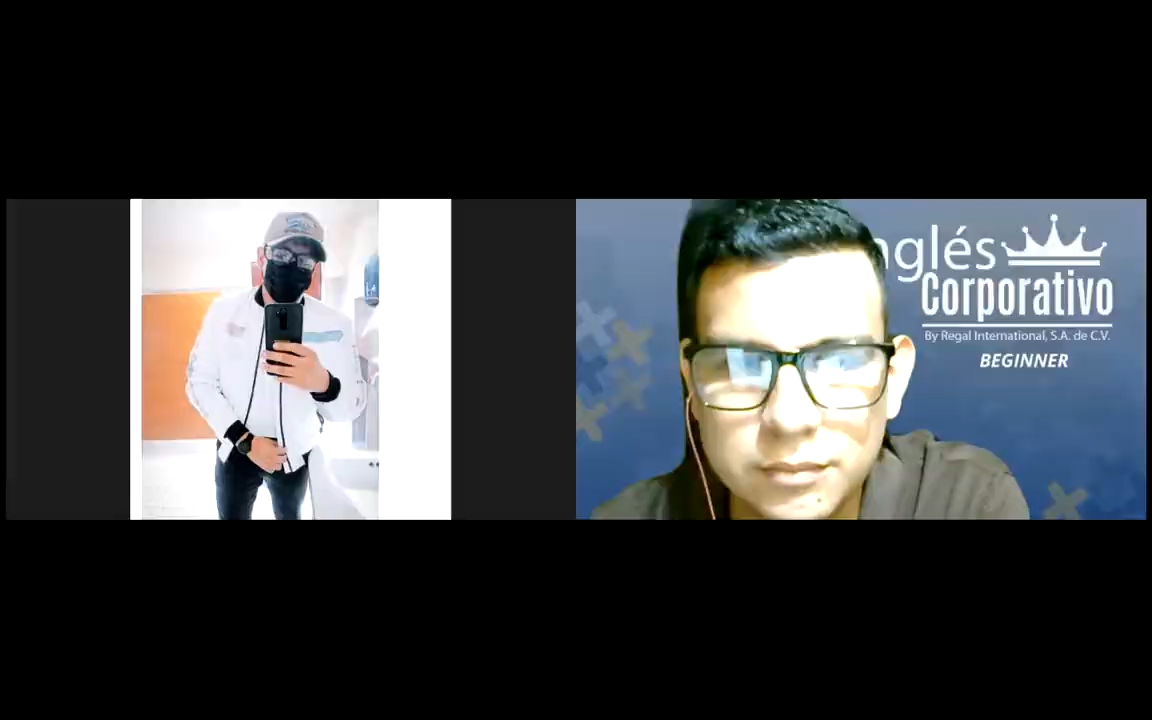 nglés
Corporativo
By Regal International, S.A. de C.V.
BEGINNER